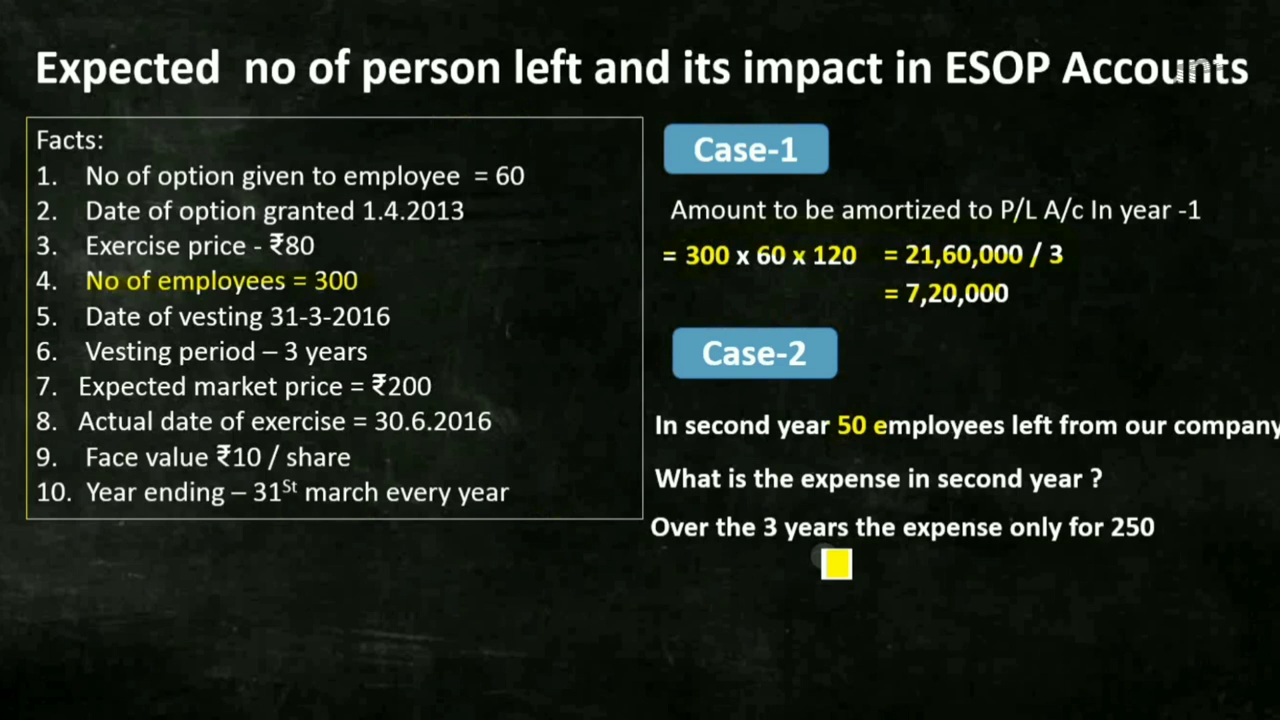 Expected no of person left and its impact in ESOP Accounts
Facts:
1. No of option given to employee = 60
2. Date of option granted 1.4.2013
3. Exercise price - ₹80
4. No of employees = 300
5. Date of vesting 31-3-2016
6. Vesting period – 3 years
7. Expected market price = ₹200
8. Actual date of exercise = 30.6.2016
9. Face value ₹10 / share
10. Year ending – 31St march every year
Case-1
Amount to be amortized to P/L A/c In year -1
= 300 x 60 x 120 = 21,60,000 / 3
= 7,20,000
Case-2
In second year 50 employees left from our company
What is the expense in second year ?
Over the 3 years the expense only for 250